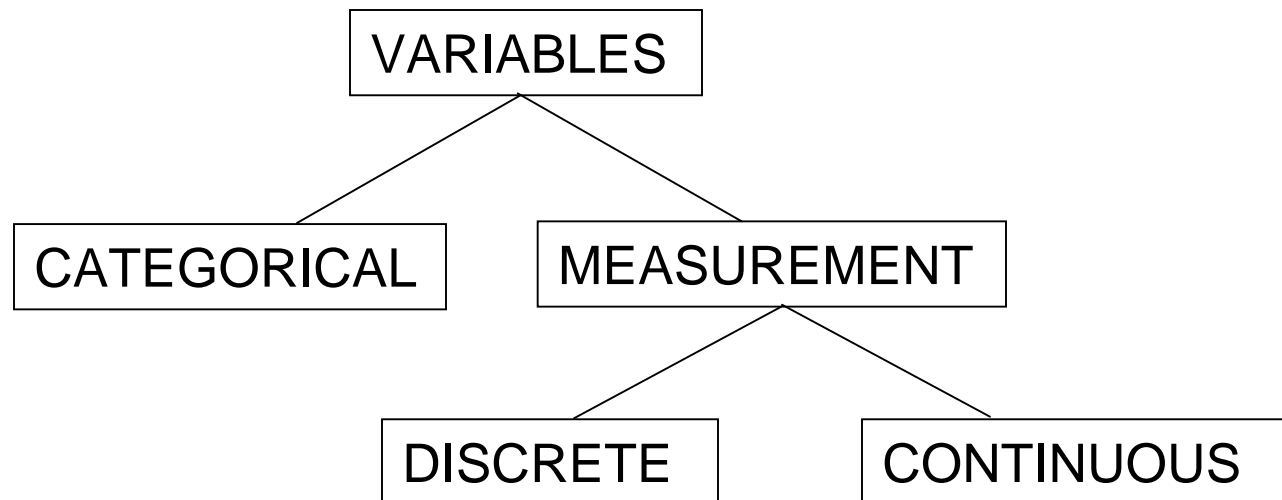 VARIABLES
CATEGORICAL
MEASUREMENT
DISCRETE
CONTINUOUS